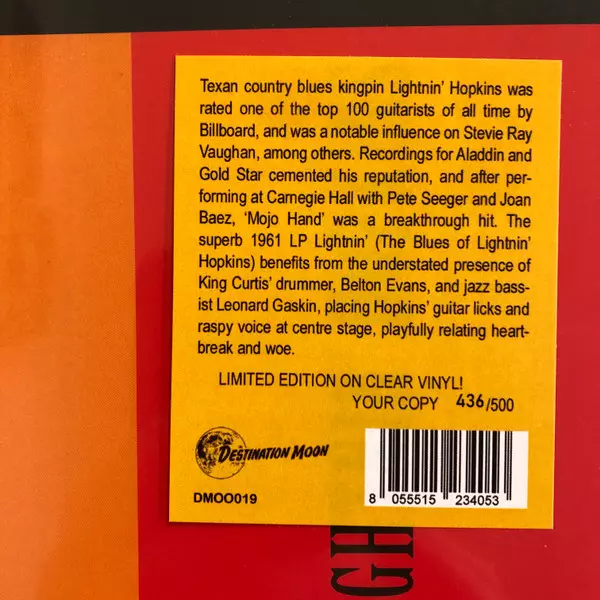 Texan country blues kingpin Lightnin' Hopkins was
rated one of the top 100 guitarists of all time by
Billboard, and was a notable influence on Stevie Ray
Vaughan, among others. Recordings for Aladdin and
Gold Star cemented his reputation, and after per-
forming at Carnegie Hall with Pete Seeger and Joan
Baez, ‘Mojo Hand’ was a breakthrough hit. The
superb 1961 LP Lightnin’ (The Blues of Lightnin’
Hopkins) benefits from the understated presence of
King Curtis’ drummer, Belton Evans, and jazz bass-
ist Leonard Gaskin, placing Hopkins’ guitar licks and
raspy voice at centre stage, playfully relating heart-
break and woe.
LIMITED EDITION ON CLEAR VINYL!
YOUR COPY 436/500
DESTINATION MOON
DMOO019
8 055515 234053
GH